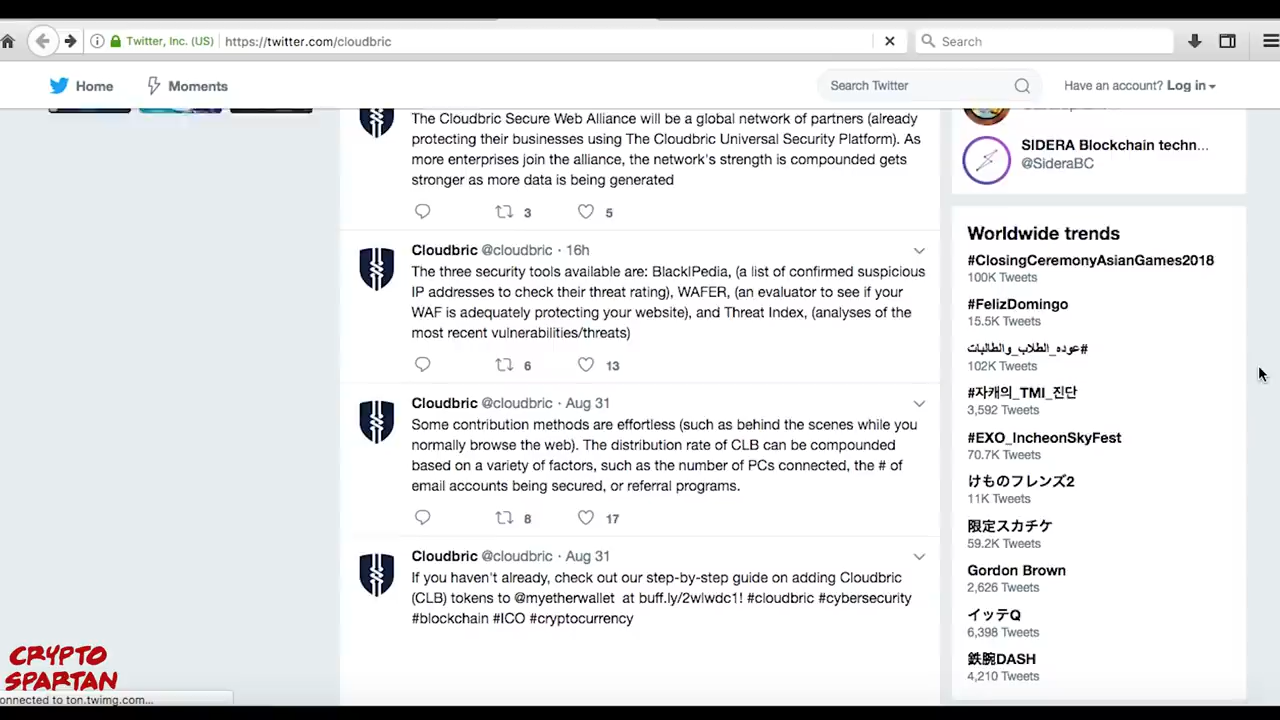 Twitter, Inc. (US)
https://twitter.com/cloudbric
Search
Home
Moments
Search Twitter
Have an account? Log in
The Cloudbric Secure Web Alliance will be a global network of partners (already
protecting their businesses using The Cloudbric Universal Security Platform). As
more enterprises join the alliance, the network's strength is compounded gets
stronger as more data is being generated
3
5
Cloudbric @cloudbric · 16h
The three security tools available are: BlackIPedia, (a list of confirmed suspicious
IP addresses to check their threat rating), WAFER, (an evaluator to see if your
WAF is adequately protecting your website), and Threat Index, (analyses of the
most recent vulnerabilities/threats)
6
13
Cloudbric @cloudbric · Aug 31
Some contribution methods are effortless (such as behind the scenes while you
normally browse the web). The distribution rate of CLB can be compounded
based on a variety of factors, such as the number of PCs connected, the # of
email accounts being secured, or referral programs.
8
17
Cloudbric @cloudbric · Aug 31
If you haven't already, check out our step-by-step guide on adding Cloudbric
(CLB) tokens to @myetherwallet at buff.ly/2wlwdc1! #cloudbric #cybersecurity
#blockchain #ICO #cryptocurrency
SIDERA Blockchain techn...
@SideraBC
Worldwide trends
#ClosingCeremonyAsianGames2018
100K Tweets
#FelizDomingo
15.5K Tweets
#عوده_الطلاب_والطالبات
102K Tweets
#자캐의_TMI_진단
3,592 Tweets
#EXO_IncheonSkyFest
70.7K Tweets
けものフレンズ2
11K Tweets
限定スカチケ
59.2K Tweets
Gordon Brown
2,626 Tweets
イッテQ
6,398 Tweets
鉄腕DASH
4,210 Tweets
CRYPTO
SPARTAN
onnected to ton.twimg.com...